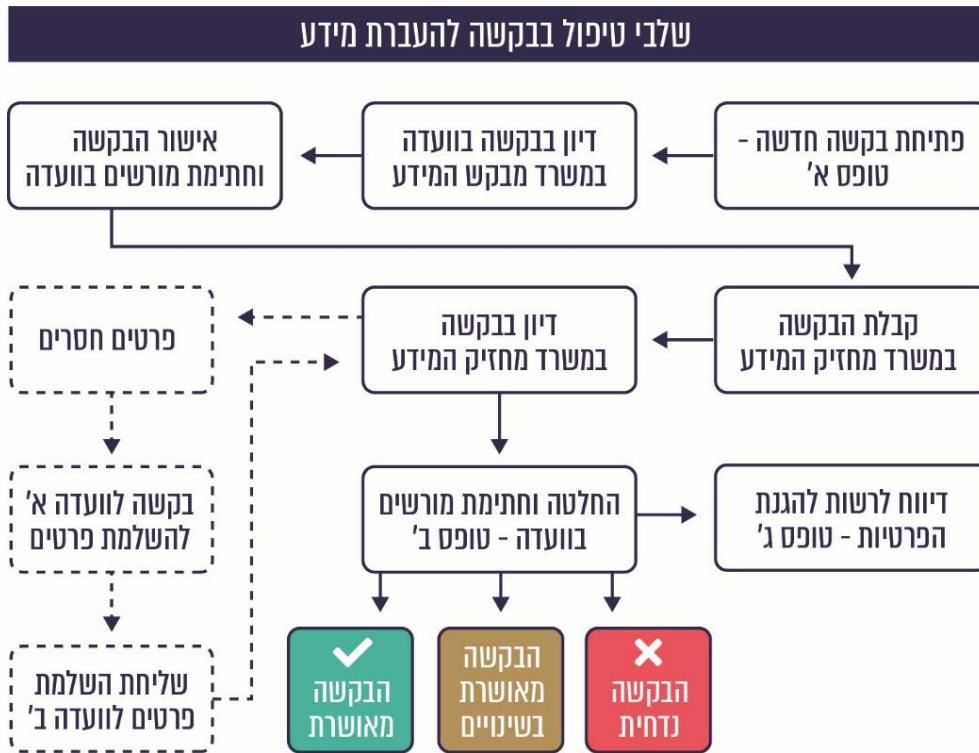 שלבי טיפול בבקשה להעברת מידע
פתיחת בקשה חדשה -
טופס א'
דיון בבקשה בוועדה
במשרד מבקש המידע
אישור הבקשה
וחתימת מורשים בוועדה
קבלת הבקשה
במשרד מחזיק המידע
דיון בבקשה
במשרד מחזיק המידע
פרטים חסרים
בקשה לוועדה א'
להשלמת פרטים
שליחת השלמת
פרטים לוועדה ב'
החלטה וחתימת מורשים
בוועדה - טופס ב'
דיווח לרשות להגנת
הפרטיות - טופס ג'
הבקשה
נדחית
הבקשה
מאושרת
בשינויים
הבקשה
מאושרת